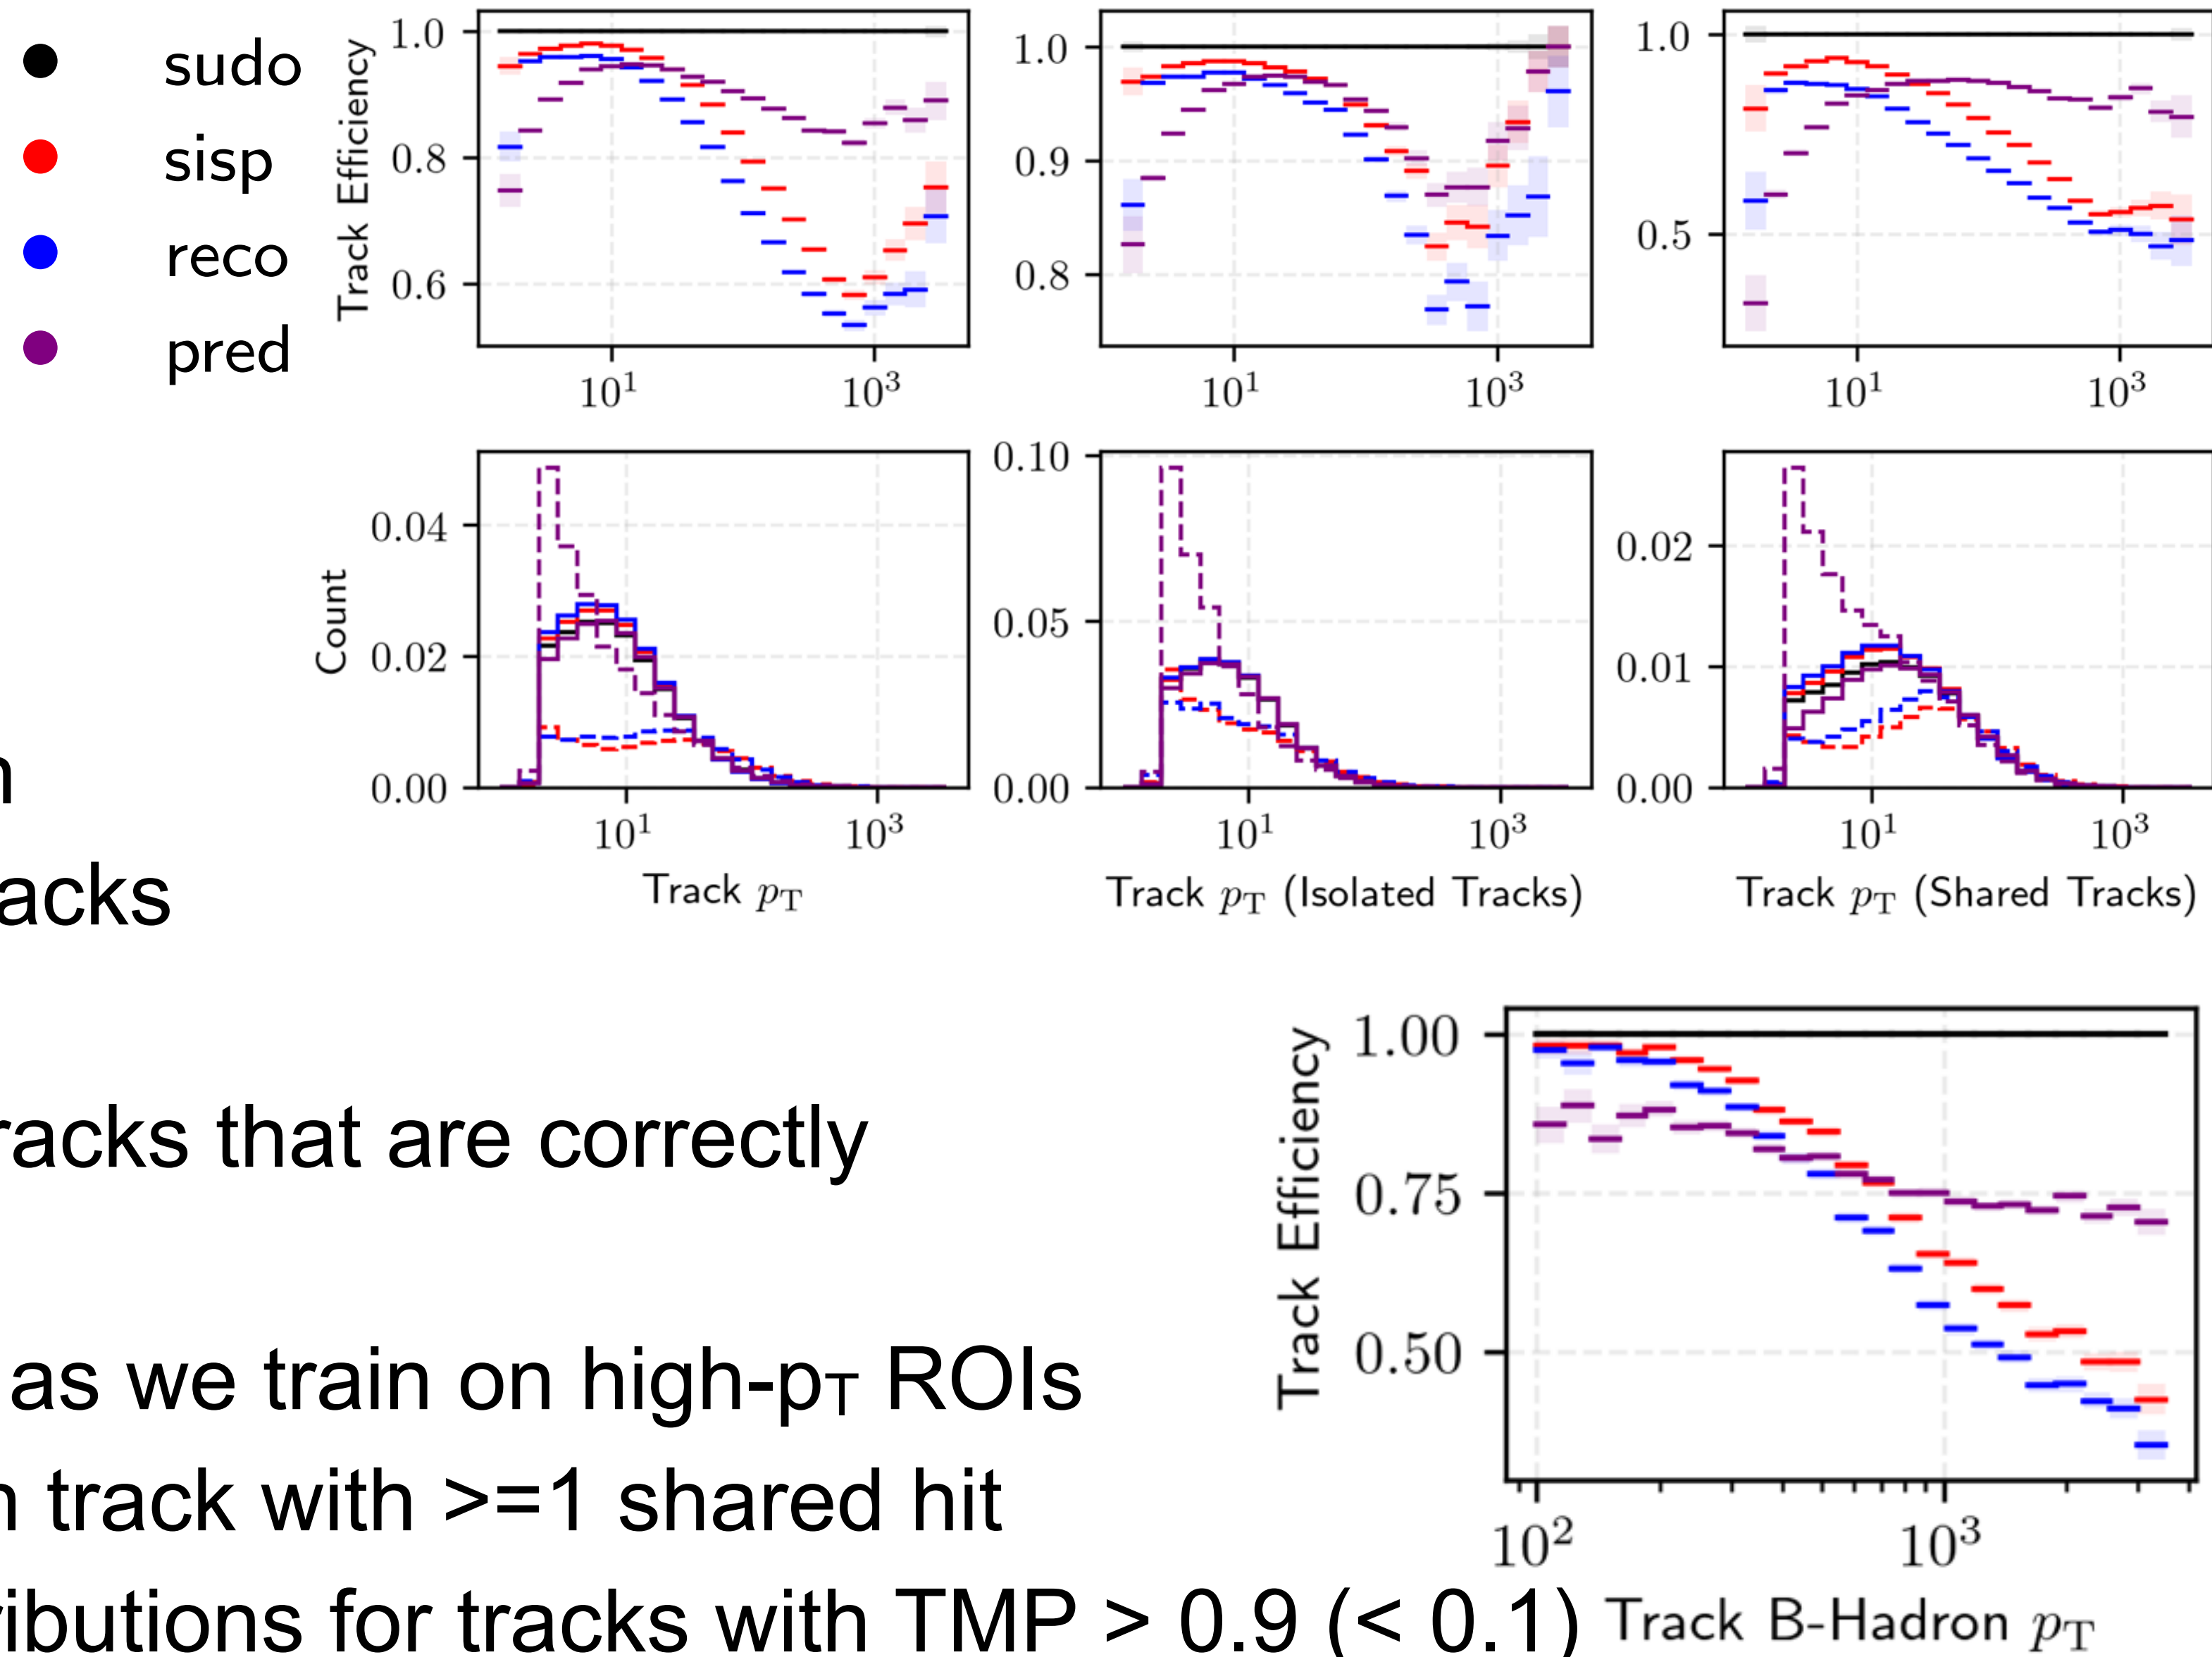 sudo
sisp
reco
pred
Track Efficiency
1.0
0.8
0.6
10¹ 10³
1.0
0.9
0.8
10¹ 10³
1.0
0.5
10¹ 10³
Count
0.04
0.02
0.00
10¹ 10³
Track pT
0.10
0.05
0.00
10¹ 10³
Track pT (Isolated Tracks)
0.02
0.01
0.00
10¹ 10³
Track pT (Shared Tracks)
racks that are correctly
as we train on high-pT ROIs
track with >=1 shared hit
ributions for tracks with TMP > 0.9 (< 0.1)
Track Efficiency
1.00
0.75
0.50
10² 10³
Track B-Hadron pT